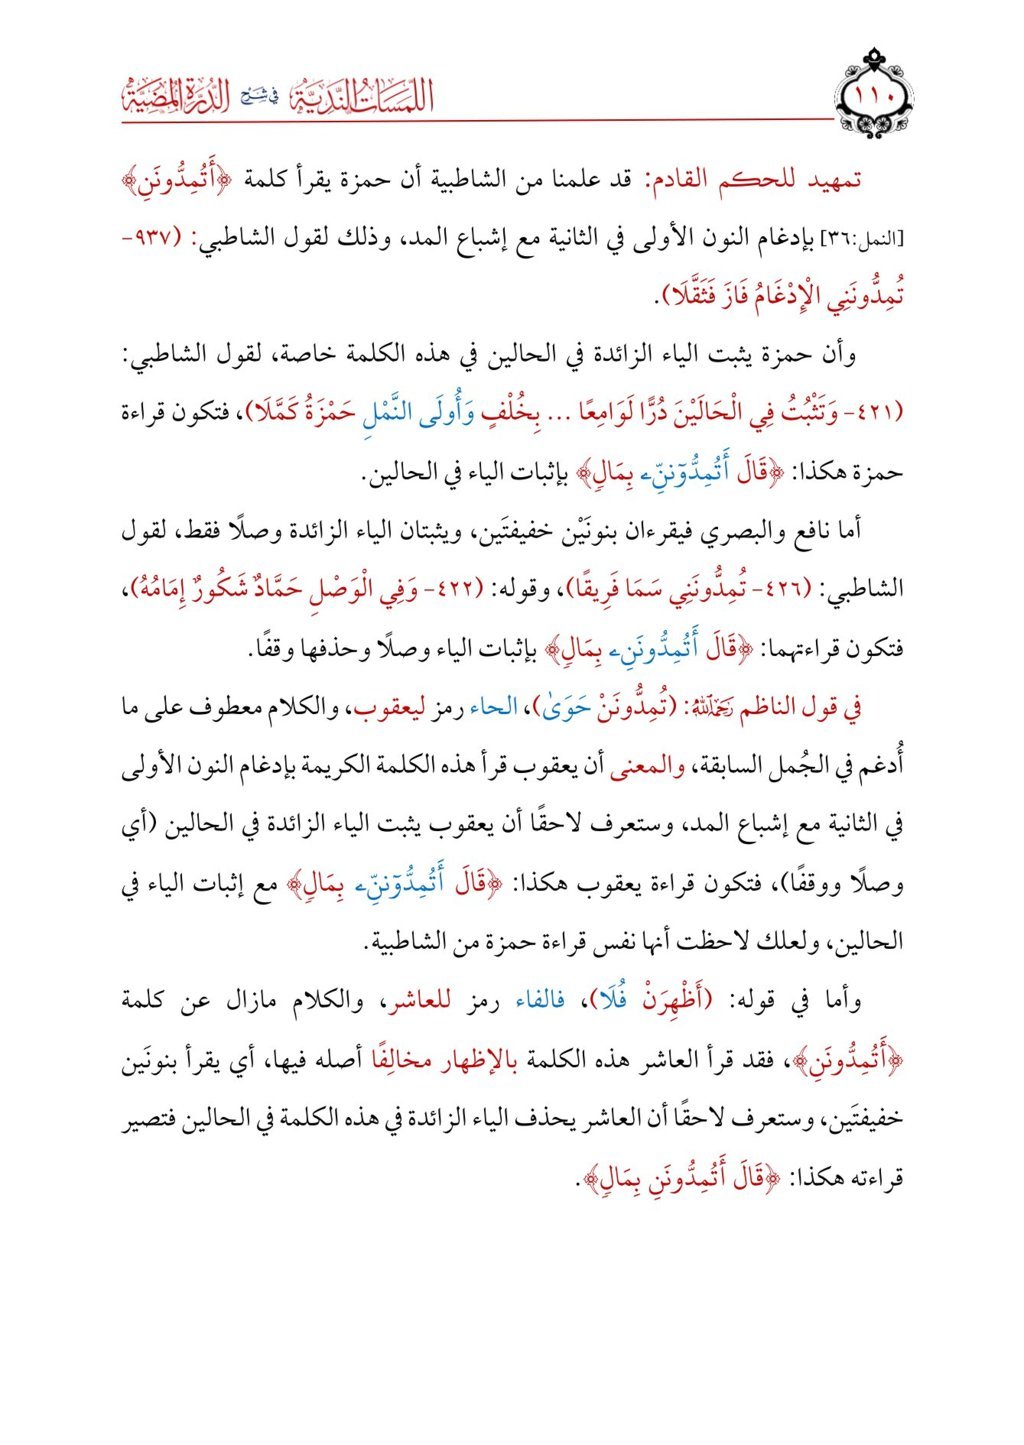 ١١٠
اللمسات الندية في شرح الدرة المضية
تمهيد للحكم القادم: قد علمنا من الشاطبية أن حمزة يقرأ كلمة ﴿أَتُمِدُّونَنِ﴾
[النمل:٣٦] بإدغام النون الأولى في الثانية مع إشباع المد، وذلك لقول الشاطبي: (٩٣٧-
تُمِدُّونَنِي الْإِدْغَامُ فَازَ فَثَقَّلَا).
وأن حمزة يثبت الياء الزائدة في الحالين في هذه الكلمة خاصة، لقول الشاطبي:
(٤٢١- وَتَثْبُتُ فِي الْحَالَيْنَ دُرًّا لَوَامِعًا ... بِخُلْفٍ وَأُولَى النَّمْلِ حَمْزَةُ كَمَّلَا)، فتكون قراءة
حمزة هكذا: ﴿قَالَ أَتُمِدُّوٓنِّے بِمَالٖ﴾ بإثبات الياء في الحالين.
أما نافع والبصري فيقرءان بنونَيْن خفيفتَين، ويثبتان الياء الزائدة وصلًا فقط، لقول
الشاطبي: (٤٢٦- تُمِدُّونَنِي سَمَا فَرِيقًا)، وقوله: (٤٢٢- وَفِي الْوَصْلِ حَمَّادٌ شَكُورٌ إِمَامُهُ)،
فتكون قراءتهما: ﴿قَالَ أَتُمِدُّونَنِۦ بِمَالٖ﴾ بإثبات الياء وصلًا وحذفها وقفًا.
في قول الناظم رَحِمَهُ ٱللَّهُ: (تُمِدُّونَنْ حَوَىٰ)، الحاء رمز ليعقوب، والكلام معطوف على ما
أُدغم في الجُمل السابقة، والمعنى أن يعقوب قرأ هذه الكلمة الكريمة بإدغام النون الأولى
في الثانية مع إشباع المد، وستعرف لاحقًا أن يعقوب يثبت الياء الزائدة في الحالين (أي
وصلًا ووقفًا)، فتكون قراءة يعقوب هكذا: ﴿قَالَ أَتُمِدُّوٓنِّے بِمَالٖ﴾ مع إثبات الياء في
الحالين، ولعلك لاحظت أنها نفس قراءة حمزة من الشاطبية.
وأما في قوله: (أَظْهِرَنْ فُلَا)، فالفاء رمز للعاشر، والكلام مازال عن كلمة
﴿أَتُمِدُّونَنِ﴾، فقد قرأ العاشر هذه الكلمة بالإظهار مخالِفًا أصله فيها، أي يقرأ بنونَين
خفيفتَين، وستعرف لاحقًا أن العاشر يحذف الياء الزائدة في هذه الكلمة في الحالين فتصير
قراءته هكذا: ﴿قَالَ أَتُمِدُّونَنِ بِمَالٖ﴾.